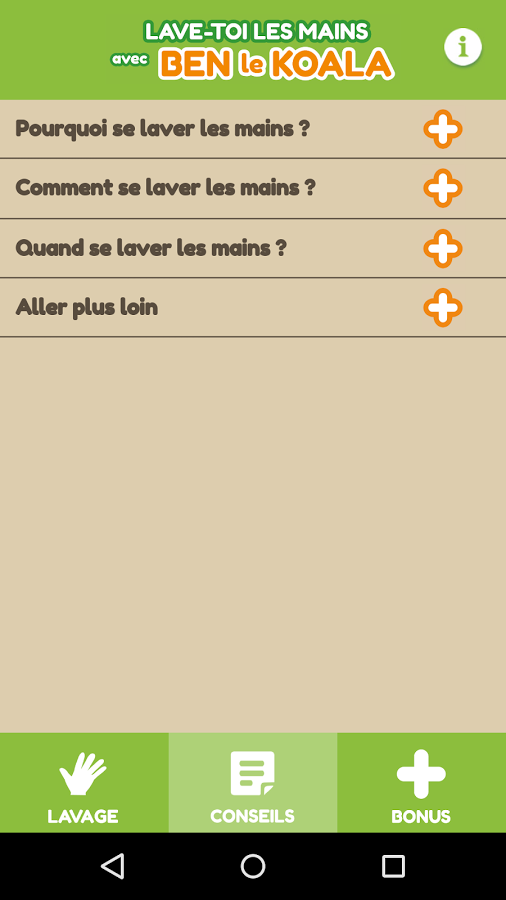 LAVE-TOI LES MAINS
avec BEN le KOALA
i
Pourquoi se laver les mains ?
Comment se laver les mains ?
Quand se laver les mains ?
Aller plus loin
LAVAGE CONSEILS BONUS